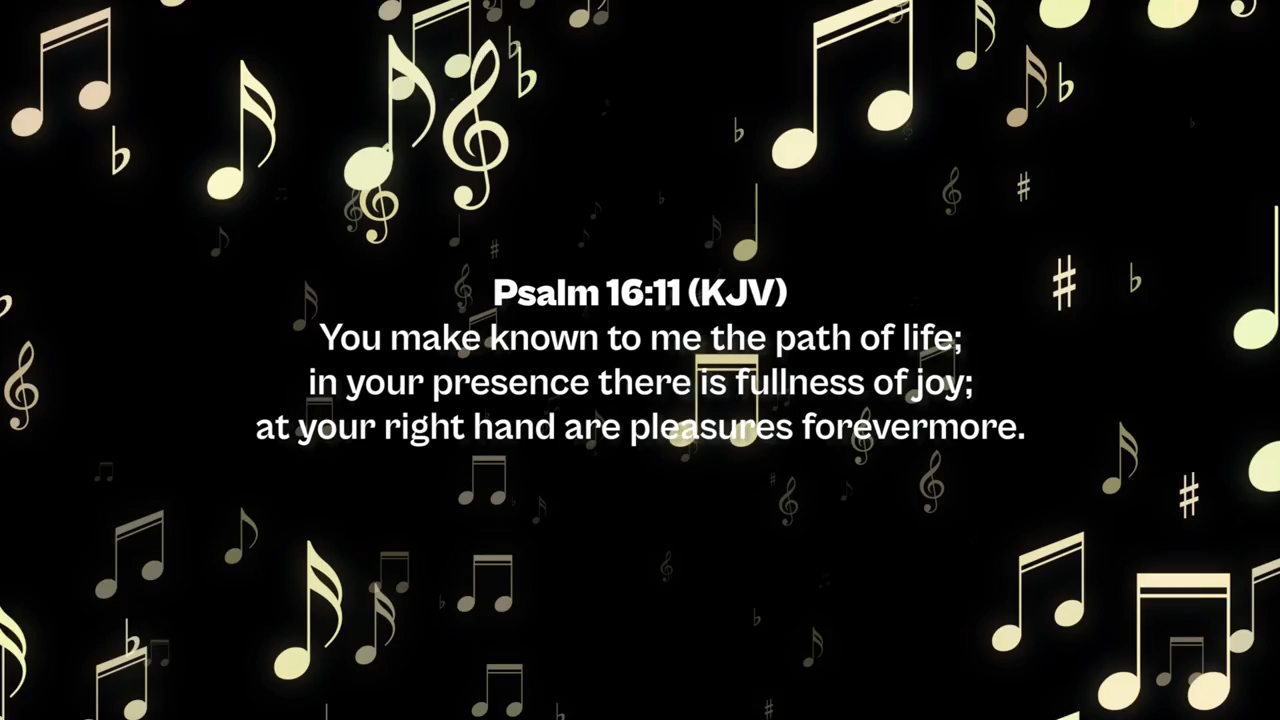 Psalm 16:11 (KJV)
You make known to me the path of life;
in your presence there is fullness of joy;
at your right hand are pleasures forevermore.